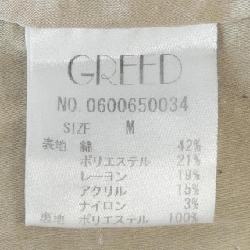 GREED
NO. 0600650034
SIZE M
表地 綿 42%
ポリエステル 21%
レーヨン 19%
アクリル 15%
ナイロン 3%
裏地 ポリエステル 100%